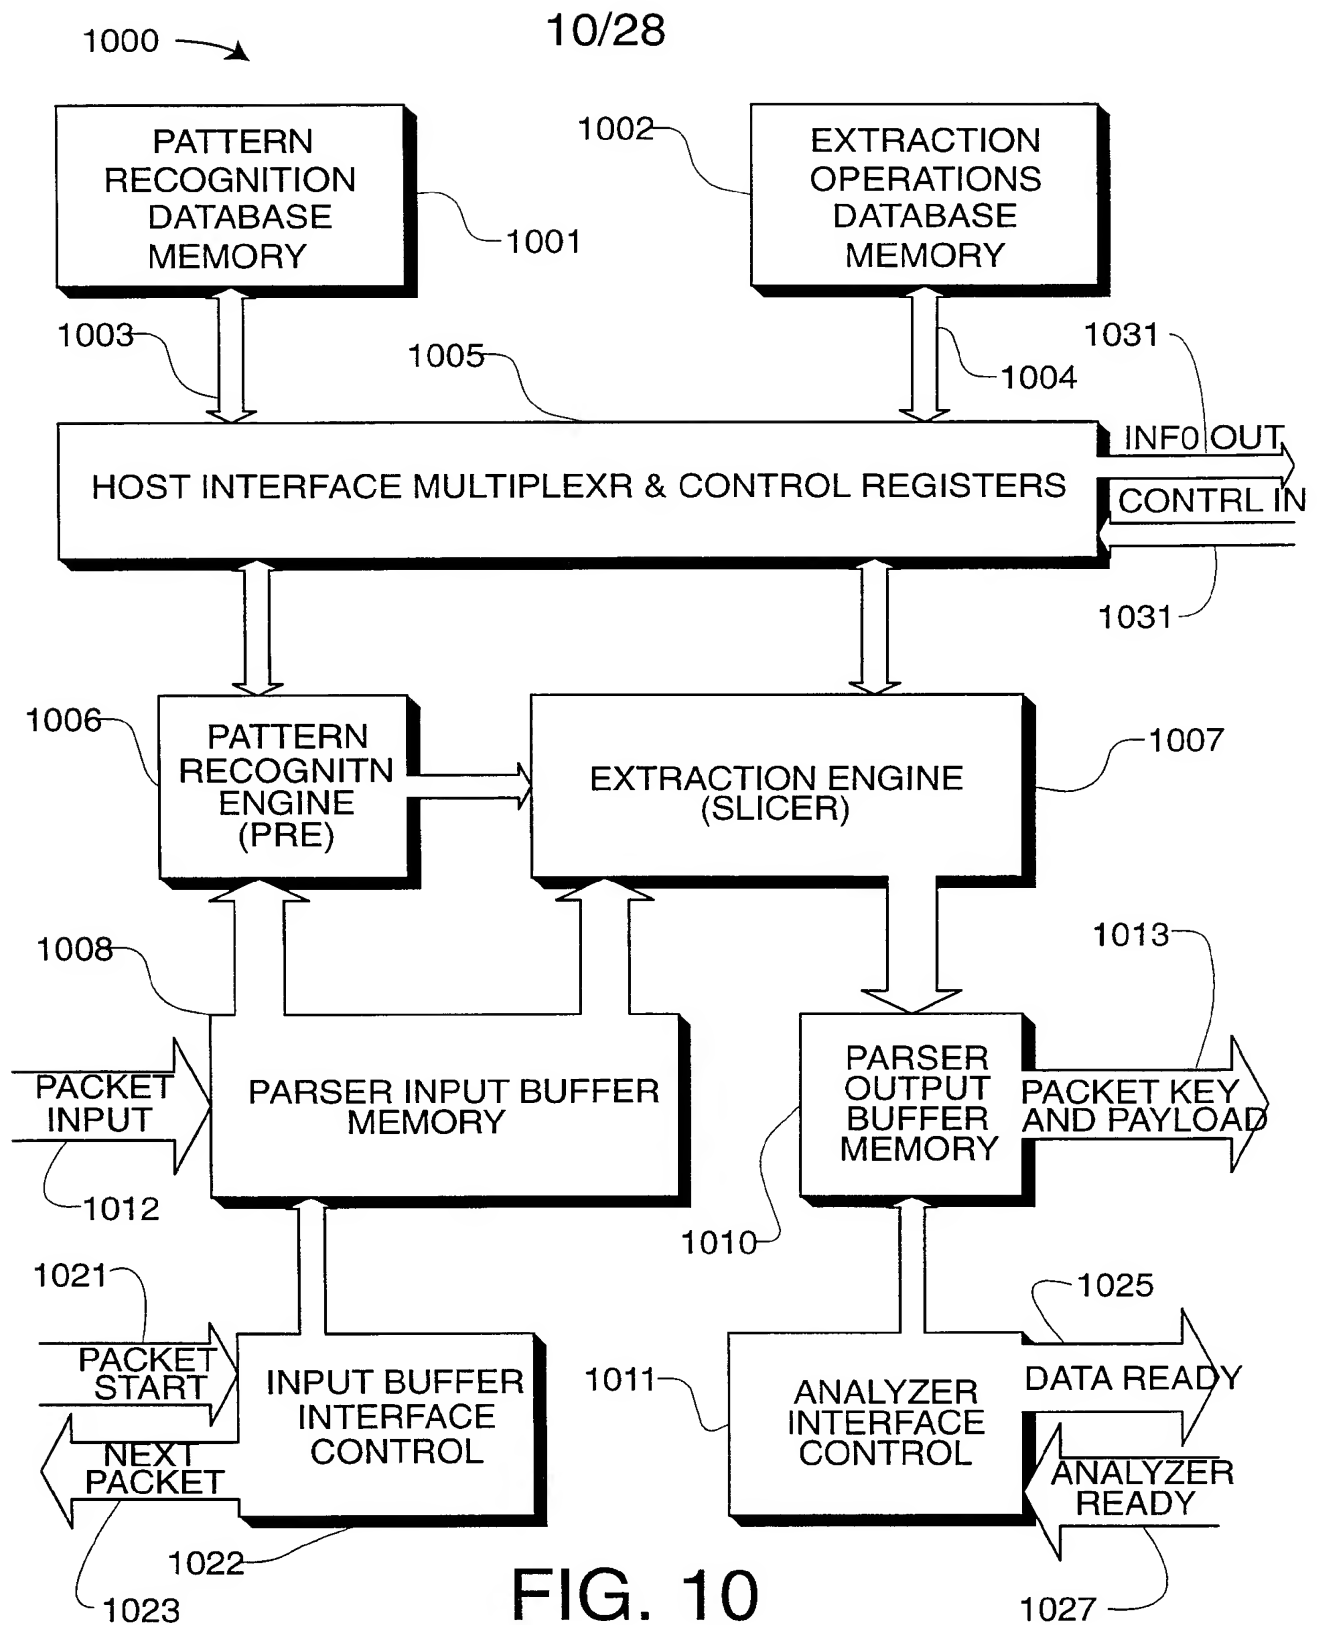 10/28
1000
PATTERN
RECOGNITION
DATABASE
MEMORY
1001
1002
EXTRACTION
OPERATIONS
DATABASE
MEMORY
1003
1005
1004
1031
HOST INTERFACE MULTIPLEXR & CONTROL REGISTERS
INF0 OUT
CONTRL IN
1031
1006
PATTERN
RECOGNITN
ENGINE
(PRE)
EXTRACTION ENGINE
(SLICER)
1007
1008
1013
PACKET
INPUT
1012
PARSER INPUT BUFFER
MEMORY
PARSER
OUTPUT
BUFFER
MEMORY
1010
PACKET KEY
AND PAYLOAD
1021
PACKET
START
NEXT
PACKET
1023
INPUT BUFFER
INTERFACE
CONTROL
1022
1011
ANALYZER
INTERFACE
CONTROL
1025
DATA READY
ANALYZER
READY
1027
FIG. 10